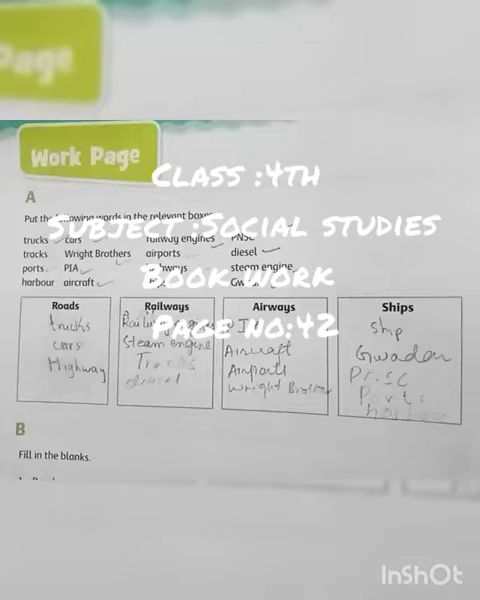 Page
Work Page
CLASS :4TH
A
Put the following words in the relevant boxes
SUBJECT :SOCIAL STUDIES
trucks cars railway engines PNSC
tracks Wright Brothers airports diesel
BOOK WORK
ports PIA steam engine
harbour aircraft
PAGE NO:42
Roads Railways Airways Ships
trucks
cars
Highway
Steam engine
Aircraft
Airports
Wright
Ship
Gwadar
B
Fill in the blanks.
InShOt